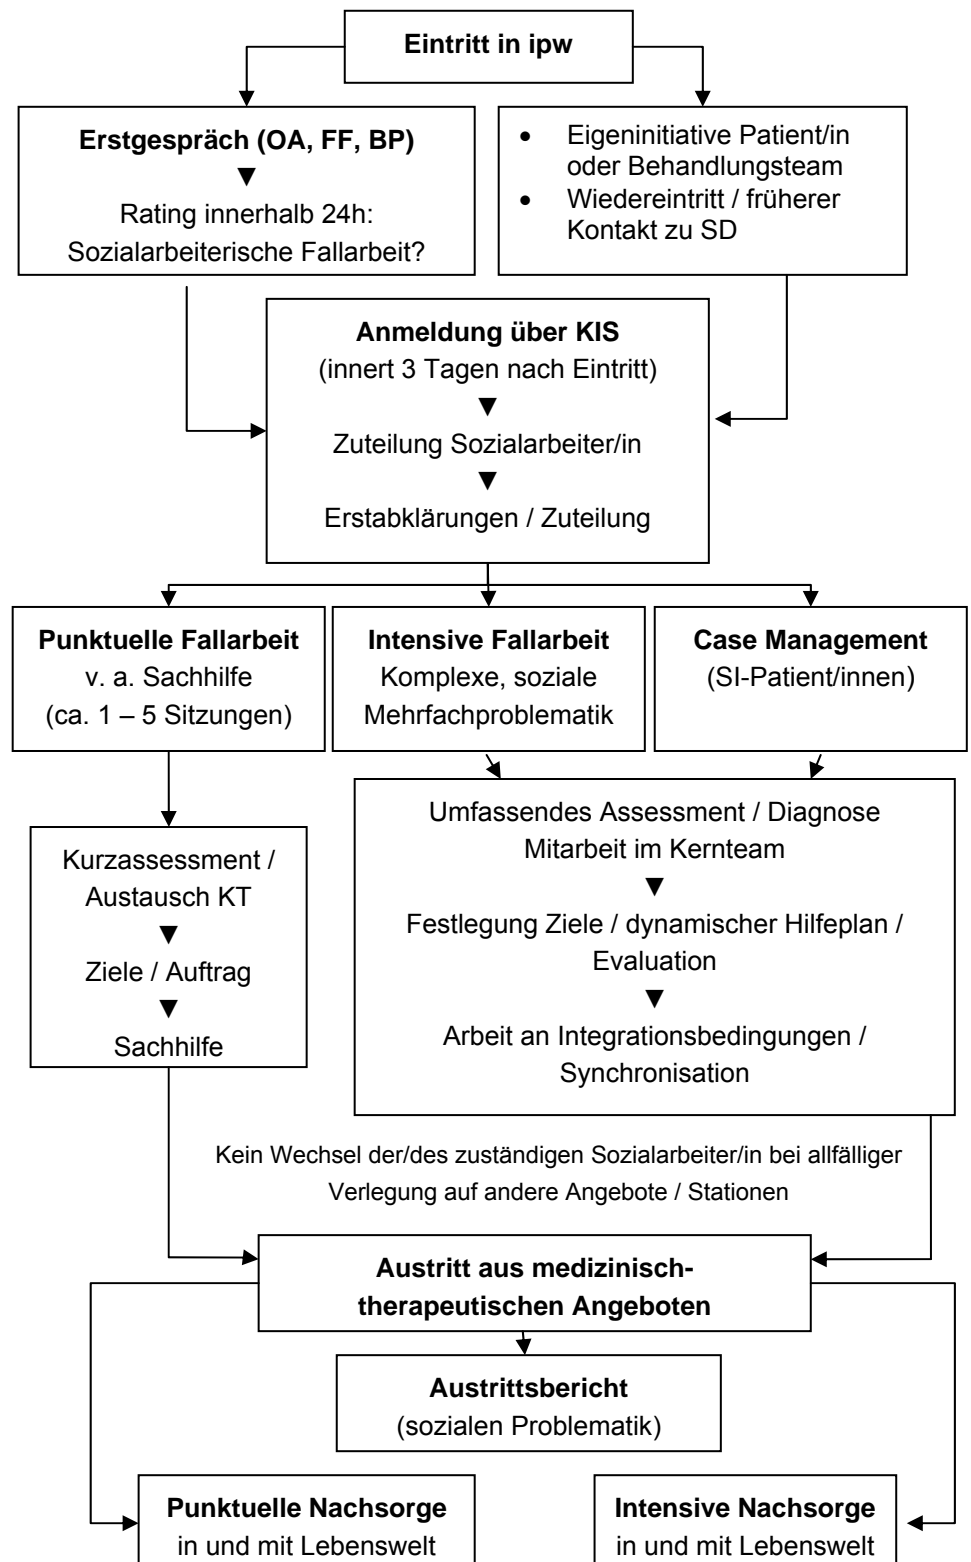 Eintritt in ipw
Erstgespräch (OA, FF, BP)
▼
Rating innerhalb 24h:
Sozialarbeiterische Fallarbeit?
• Eigeninitiative Patient/in
oder Behandlungsteam
• Wiedereintritt / früherer
Kontakt zu SD
Anmeldung über KIS
(innert 3 Tagen nach Eintritt)
▼
Zuteilung Sozialarbeiter/in
▼
Erstabklärungen / Zuteilung
Punktuelle Fallarbeit
v. a. Sachhilfe
(ca. 1 – 5 Sitzungen)
Intensive Fallarbeit
Komplexe, soziale
Mehrfachproblematik
Case Management
(SI-Patient/innen)
Kurzassessment /
Austausch KT
▼
Ziele / Auftrag
▼
Sachhilfe
Umfassendes Assessment / Diagnose
Mitarbeit im Kernteam
▼
Festlegung Ziele / dynamischer Hilfeplan /
Evaluation
▼
Arbeit an Integrationsbedingungen /
Synchronisation
Kein Wechsel der/des zuständigen Sozialarbeiter/in bei allfälliger
Verlegung auf andere Angebote / Stationen
Austritt aus medizinisch-
therapeutischen Angeboten
Austrittsbericht
(sozialen Problematik)
Punktuelle Nachsorge
in und mit Lebenswelt
Intensive Nachsorge
in und mit Lebenswelt